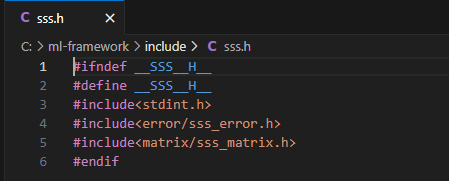 C sss.h
C: > ml-framework > include > C sss.h
1 #ifndef __SSS__H__
2 #define __SSS__H__
3 #include<stdint.h>
4 #include<error/sss_error.h>
5 #include<matrix/sss_matrix.h>
6 #endif